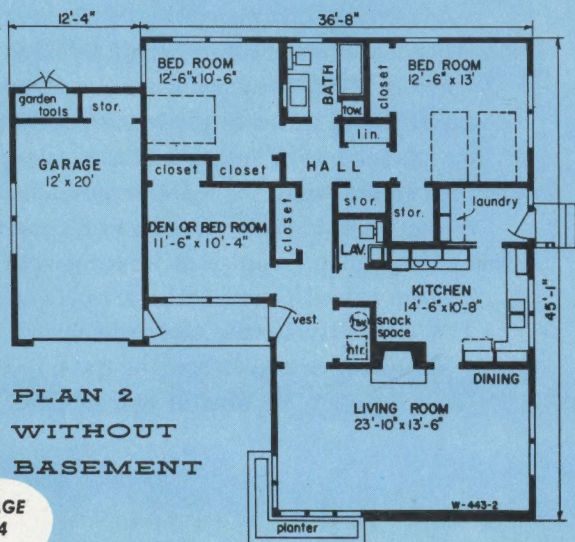 12'-4"
36'-8"
BED ROOM
12'-6" x 10'-6"
BATH
closet
BED ROOM
12'-6" x 13'
garden
tools
stor.
tow.
lin.
GARAGE
12' x 20'
HALL
closet
closet
DEN OR BED ROOM
11'-6" x 10'-4"
closet
stor.
stor.
laundry
LAV.
KITCHEN
14'-6" x 10'-8"
45'-1"
vest.
snack
space
htr.
DINING
LIVING ROOM
23'-10" x 13'-6"
PLAN 2
WITHOUT
BASEMENT
W-443-2
planter